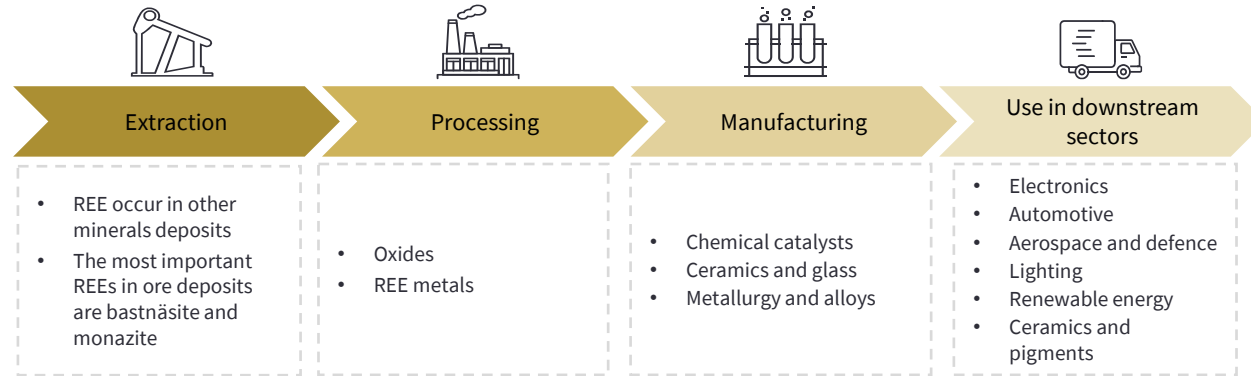 Extraction
Processing
Manufacturing
Use in downstream
sectors
• REE occur in other
minerals deposits
• The most important
REEs in ore deposits
are bastnäsite and
monazite
• Oxides
• REE metals
• Chemical catalysts
• Ceramics and glass
• Metallurgy and alloys
• Electronics
• Automotive
• Aerospace and defence
• Lighting
• Renewable energy
• Ceramics and
pigments